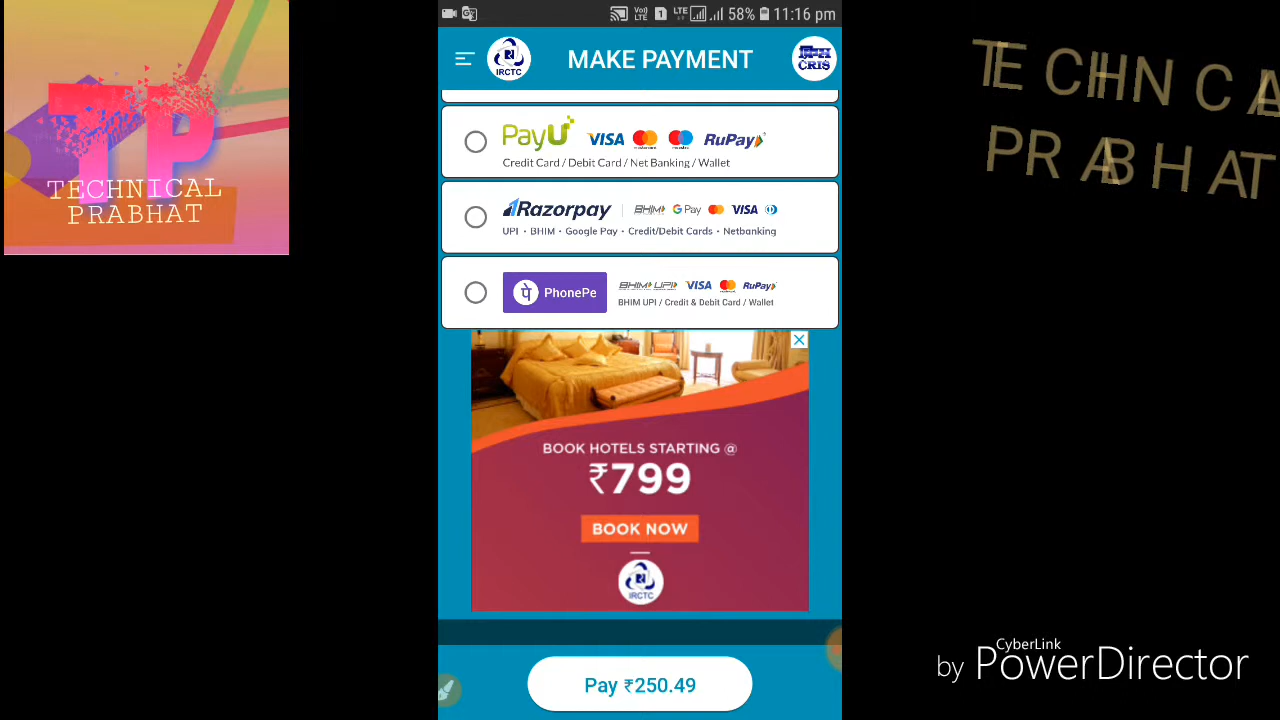 TECHNICAL
PRABHAT
58% 11:16 pm
IRCTC
MAKE PAYMENT
CRIS
PayU VISA RuPay
Credit Card / Debit Card / Net Banking / Wallet
Razorpay BHIM G Pay VISA
UPI · BHIM · Google Pay · Credit/Debit Cards · Netbanking
पे PhonePe BHIM UPI VISA RuPay
BHIM UPI / Credit & Debit Card / Wallet
BOOK HOTELS STARTING @
₹799
BOOK NOW
IRCTC
Pay ₹250.49
TECHNICA
PRABHAT
CyberLink
by PowerDirector